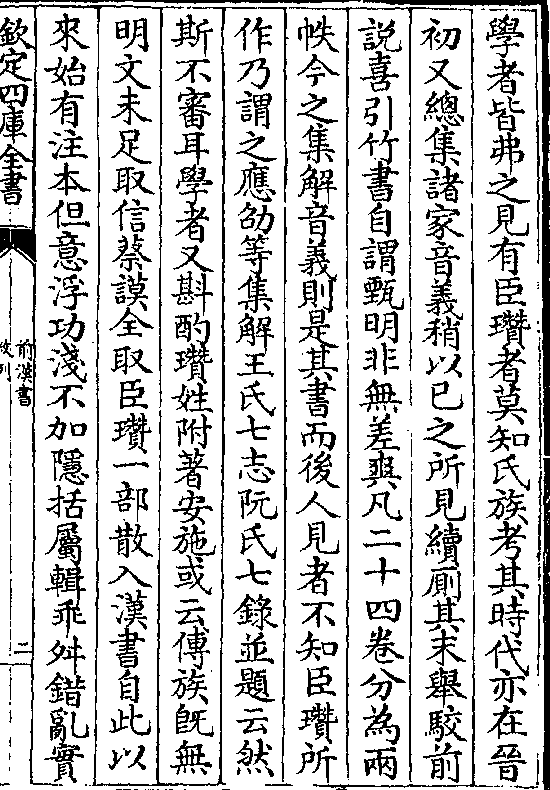 學者皆弗之見有臣瓚者莫知氏族考其時代亦在晉
初又總集諸家音義稍以已之所見續廁其末舉駮前
說喜引竹書自謂甄明非無差爽凡二十四卷分為兩
帙今之集解音義則是其書而後人見者不知臣瓚所
作乃謂之應劭等集解王氏七志阮氏七錄並題云然
斯不審耳學者又斟酌瓚姓附著安施或云傅族旣無
明文未足取信蔡謨全取臣瓚一部散入漢書自此以
來始有注本但意浮功淺不加隱括屬輯乖舛錯亂實
欽定四庫全書
前漢書
二